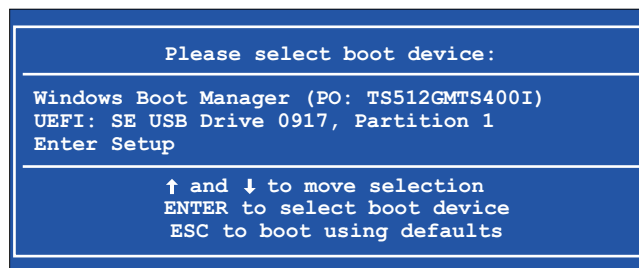 Please select boot device:
Windows Boot Manager (PO: TS512GMTS400I)
UEFI: SE USB Drive 0917, Partition 1
Enter Setup
↑ and ↓ to move selection
ENTER to select boot device
ESC to boot using defaults